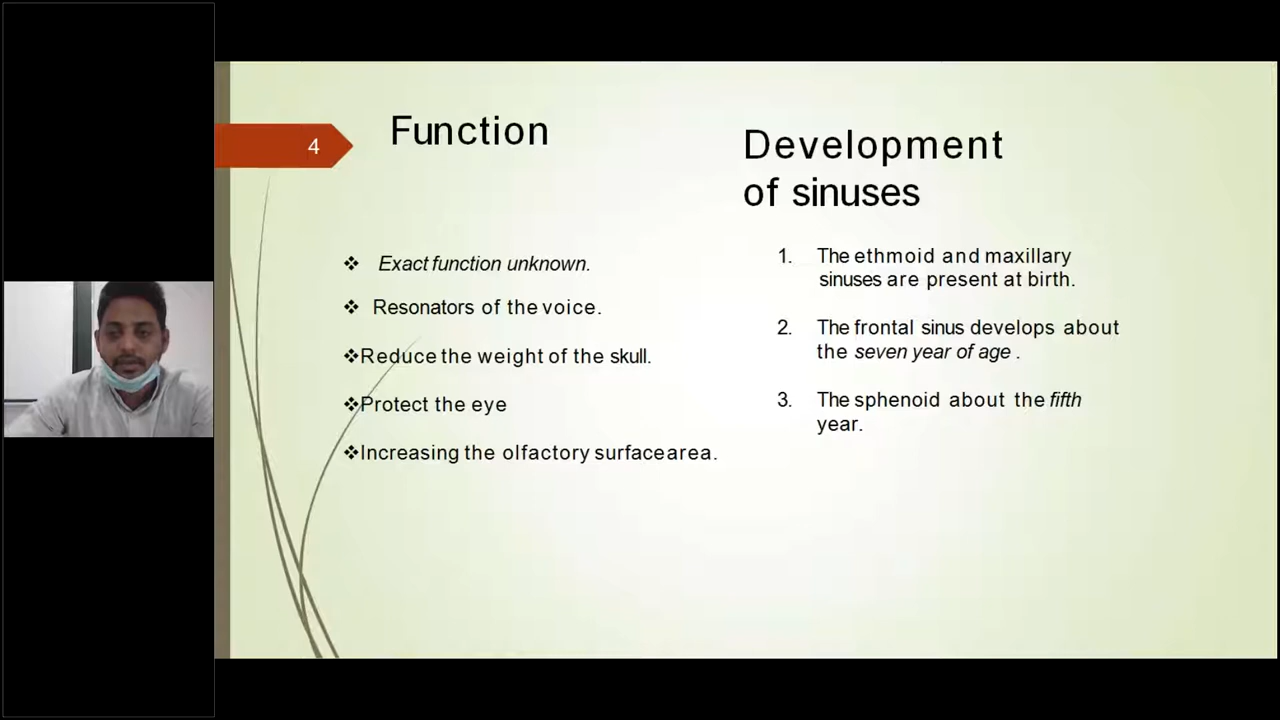 4
Function
Exact function unknown.
Resonators of the voice.
Reduce the weight of the skull.
Protect the eye
Increasing the olfactory surface area.
Development
of sinuses
1. The ethmoid and maxillary
sinuses are present at birth.
2. The frontal sinus develops about
the seven year of age .
3. The sphenoid about the fifth
year.